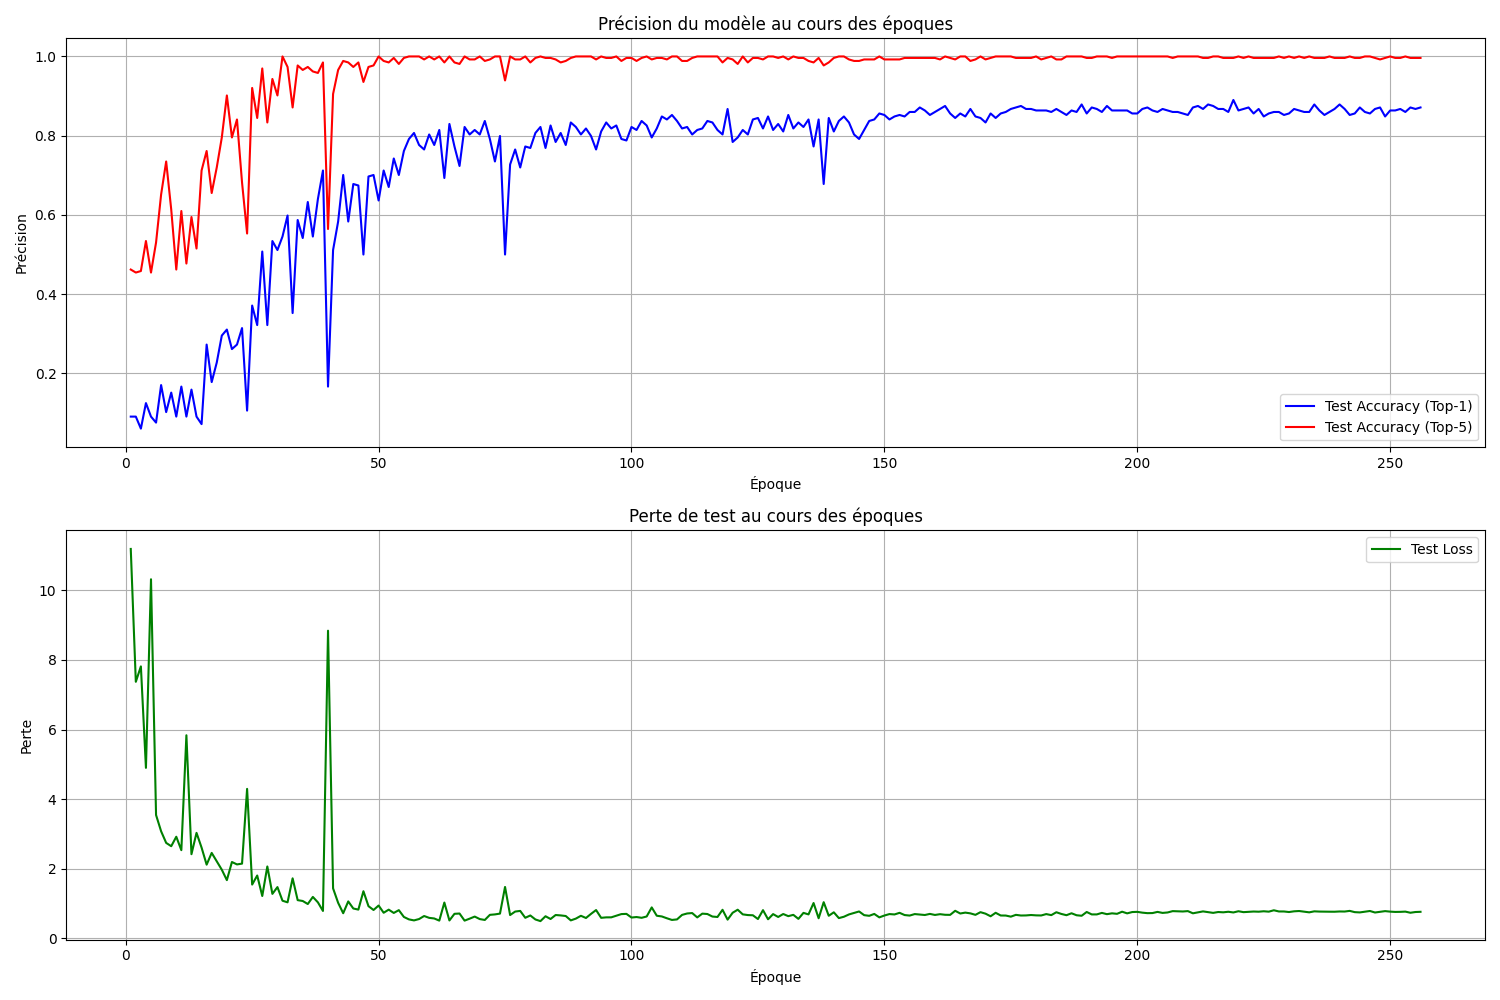 Précision du modèle au cours des époques
Précision
1.0
0.8
0.6
0.4
0.2
Test Accuracy (Top-1)
Test Accuracy (Top-5)
0 50 100 150 200 250
Époque
Perte de test au cours des époques
Perte
Test Loss
10
8
6
4
2
0
0 50 100 150 200 250
Époque